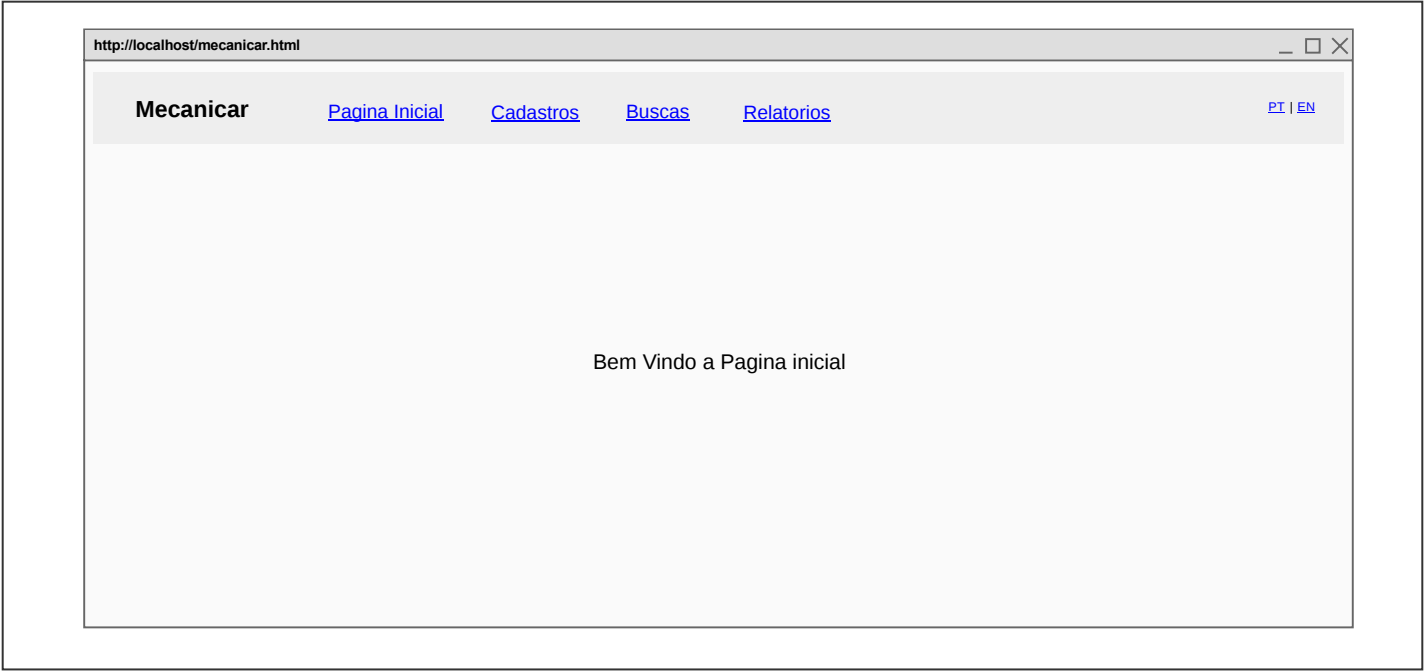 http://localhost/mecanicar.html
Mecanicar Pagina Inicial Cadastros Buscas Relatorios PT | EN
Bem Vindo a Pagina inicial